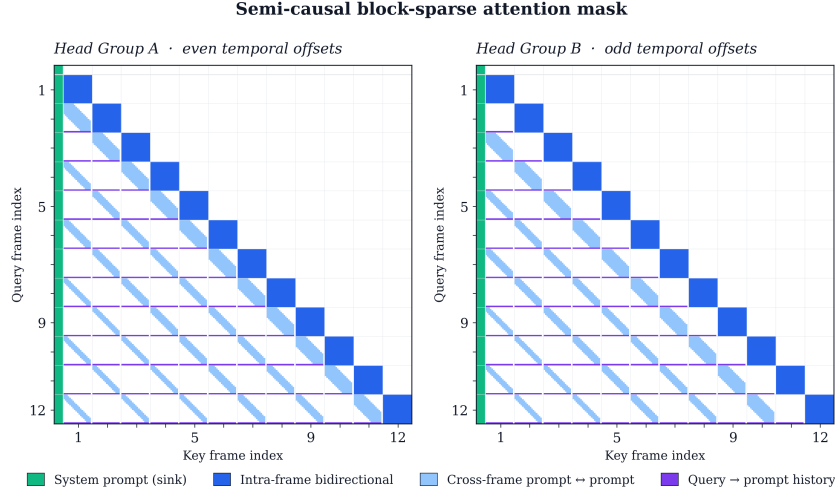 Semi-causal block-sparse attention mask
Head Group A · even temporal offsets
Head Group B · odd temporal offsets
Query frame index
1
5
9
12
1
5
9
12
Key frame index
Query frame index
1
5
9
12
1
5
9
12
Key frame index
System prompt (sink)
Intra-frame bidirectional
Cross-frame prompt ↔ prompt
Query → prompt history